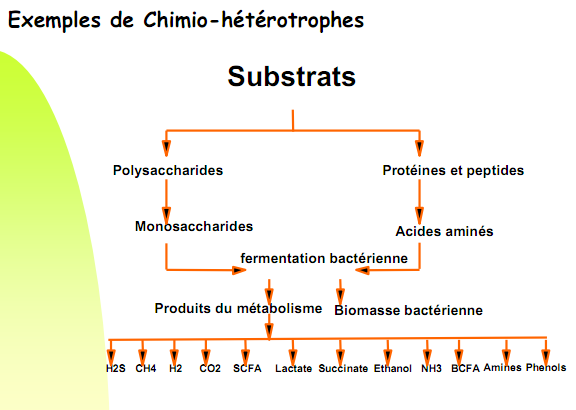 Exemples de Chimio-hétérotrophes
Substrats
Polysaccharides
Protéines et peptides
Monosaccharides
Acides aminés
fermentation bactérienne
Produits du métabolisme
Biomasse bactérienne
H2S CH4 H2 CO2 SCFA Lactate Succinate Ethanol NH3 BCFA Amines Phenols